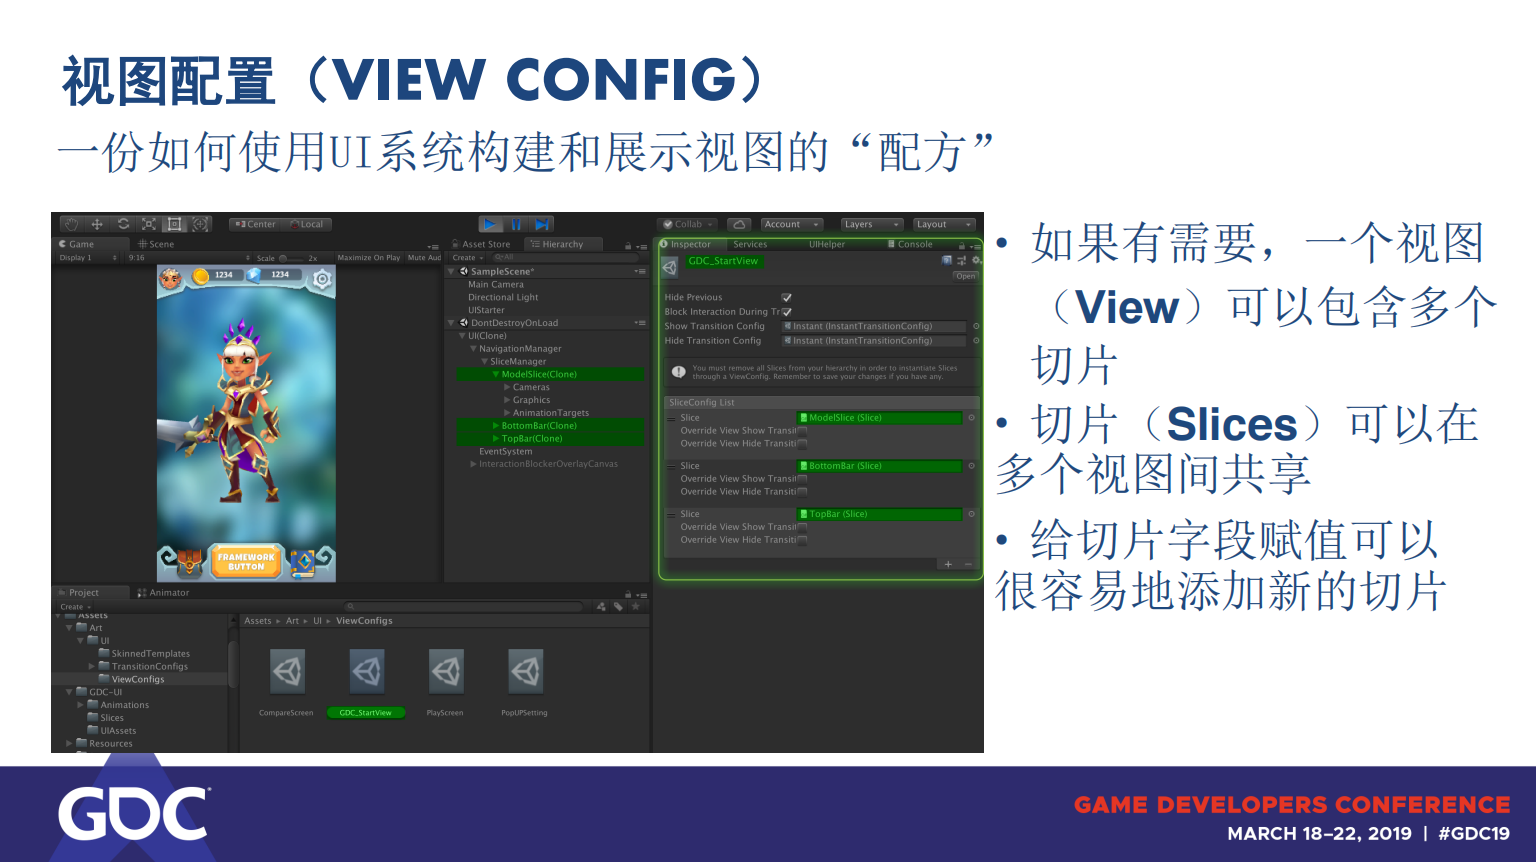 视图配置（VIEW CONFIG）
一份如何使用UI系统构建和展示视图的“配方”
Center Local
Collab Account Layers Layout
Game Scene
Display 1 9:16 Scale 2x Maximize On Play Mute Aud
1234 1234
FRAMEWORK
BUTTON
Asset Store Hierarchy
Create All
SampleScene*
Main Camera
Directional Light
UIStarter
DontDestroyOnLoad
UI(Clone)
NavigationManager
SliceManager
ModelSlice(Clone)
Cameras
Graphics
AnimationTargets
BottomBar(Clone)
TopBar(Clone)
EventSystem
InteractionBlockerOverlayCanvas
Inspector Services UIHelper Console
GDC_StartView
Open
Hide Previous
Block Interaction During Tr
Show Transition Config Instant (InstantTransitionConfig)
Hide Transition Config Instant (InstantTransitionConfig)
You must remove all Slices from your hierarchy in order to instantiate Slices
through a ViewConfig. Remember to save your changes if you have any.
SliceConfig List
Slice ModelSlice (Slice)
Override View Show Transit
Override View Hide Transiti
Slice BottomBar (Slice)
Override View Show Transit
Override View Hide Transiti
Slice TopBar (Slice)
Override View Show Transit
Override View Hide Transiti
Project Animator
Create
Assets
Art
UI
SkinnedTemplates
TransitionConfigs
ViewConfigs
GDC-UI
Animations
Slices
UIAssets
Resources
Assets ▸ Art ▸ UI ▸ ViewConfigs
CompareScreen GDC_StartView PlayScreen PopUPSetting
• 如果有需要，一个视图
（View）可以包含多个
切片
• 切片（Slices）可以在
多个视图间共享
• 给切片字段赋值可以
很容易地添加新的切片
GDC
GAME DEVELOPERS CONFERENCE
MARCH 18–22, 2019 | #GDC19